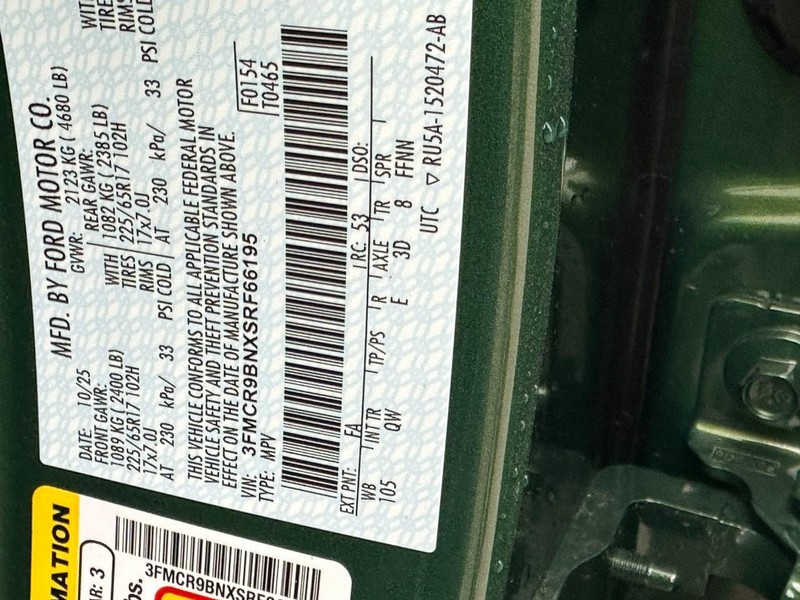 MFD. BY FORD MOTOR CO.
DATE: 10/25 GVWR: 2123 KG ( 4680 LB)
FRONT GAWR: REAR GAWR:
1089 KG ( 2400 LB) WITH 1082 KG ( 2385 LB) WIT
225/65R17 102H TIRES 225/65R17 102H TIRE
17x7.0J RIMS 17x7.0J RIMS
AT 230 kPa/ 33 PSI COLD AT 230 kPa/ 33 PSI COLD
THIS VEHICLE CONFORMS TO ALL APPLICABLE FEDERAL MOTOR
VEHICLE SAFETY AND THEFT PREVENTION STANDARDS IN
EFFECT ON THE DATE OF MANUFACTURE SHOWN ABOVE.
VIN: 3FMCR9BNXSRF66195 F0154
TYPE: MPV T0465
EXT PNT: FA RC: 53 DSO:
WB INT TR TP/PS R AXLE TR SPR
105 QW E 3D 8 FFNN
UTC ▽ RU5A-1520472-AB
MATION
AR: 3
os.
3FMCR9BNXSRF